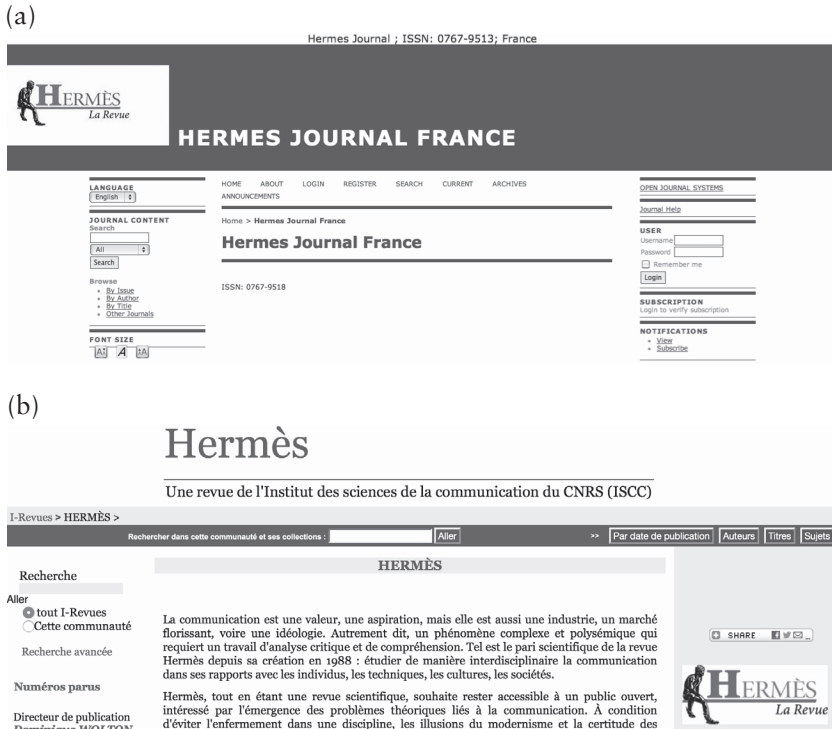 (a)
Hermes Journal ; ISSN: 0767-9513; France
HERMÈS
La Revue
HERMES JOURNAL FRANCE
LANGUAGE
English
JOURNAL CONTENT
Search
All
Search
Browse
By Issue
By Author
By Title
Other Journals
FONT SIZE
A A A
HOME ABOUT LOGIN REGISTER SEARCH CURRENT ARCHIVES
ANNOUNCEMENTS
Home > Hermes Journal France
Hermes Journal France
ISSN: 0767-9518
OPEN JOURNAL SYSTEMS
Journal Help
USER
Username
Password
Remember me
Login
SUBSCRIPTION
Login to verify subscription
NOTIFICATIONS
View
Subscribe
(b)
Hermès
Une revue de l'Institut des sciences de la communication du CNRS (ISCC)
I-Revues > HERMÈS >
Rechercher dans cette communauté et ses collections : Aller >> Par date de publication Auteurs Titres Sujets
Recherche
Aller
tout I-Revues
Cette communauté
Recherche avancée
Numéros parus
Directeur de publication
Dominique WOLTON
HERMÈS
La communication est une valeur, une aspiration, mais elle est aussi une industrie, un marché
florissant, voire une idéologie. Autrement dit, un phénomène complexe et polysémique qui
requiert un travail d'analyse critique et de compréhension. Tel est le pari scientifique de la revue
Hermès depuis sa création en 1988 : étudier de manière interdisciplinaire la communication
dans ses rapports avec les individus, les techniques, les cultures, les sociétés.
Hermès, tout en étant une revue scientifique, souhaite rester accessible à un public ouvert,
intéressé par l'émergence des problèmes théoriques liés à la communication. À condition
d'éviter l'enfermement dans une discipline, les illusions du modernisme et la certitude des
SHARE
HERMÈS
La Revue